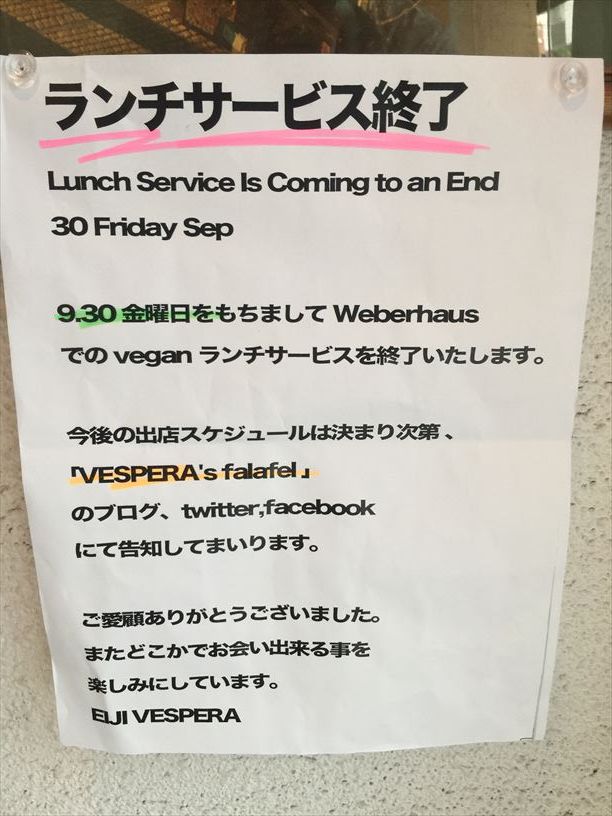 ランチサービス終了
Lunch Service Is Coming to an End
30 Friday Sep
9.30 金曜日をもちまして Weberhaus
での vegan ランチサービスを終了いたします。
今後の出店スケジュールは決まり次第、
「VESPERA's falafel」
のブログ、twitter,facebook
にて告知してまいります。
ご愛顧ありがとうございました。
またどこかでお会い出来る事を
楽しみにしています。
EIJI VESPERA